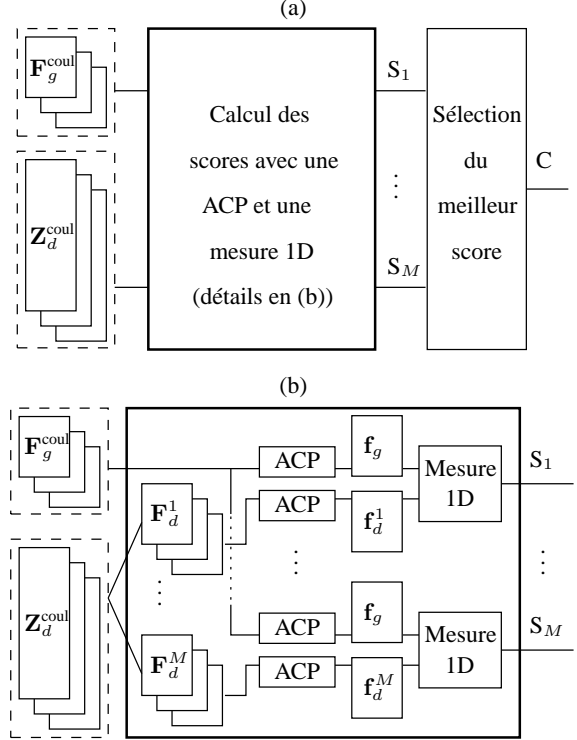 (a)
F_g^coul
Z_d^coul
Calcul des
scores avec une
ACP et une
mesure 1D
(détails en (b))
S_1
⋮
S_M
Sélection
du
meilleur
score
C
(b)
F_g^coul
Z_d^coul
F_d^1
⋮
F_d^M
ACP
f_g
ACP
f_d^1
Mesure
1D
S_1
⋮
⋮
ACP
f_g
ACP
f_d^M
Mesure
1D
S_M